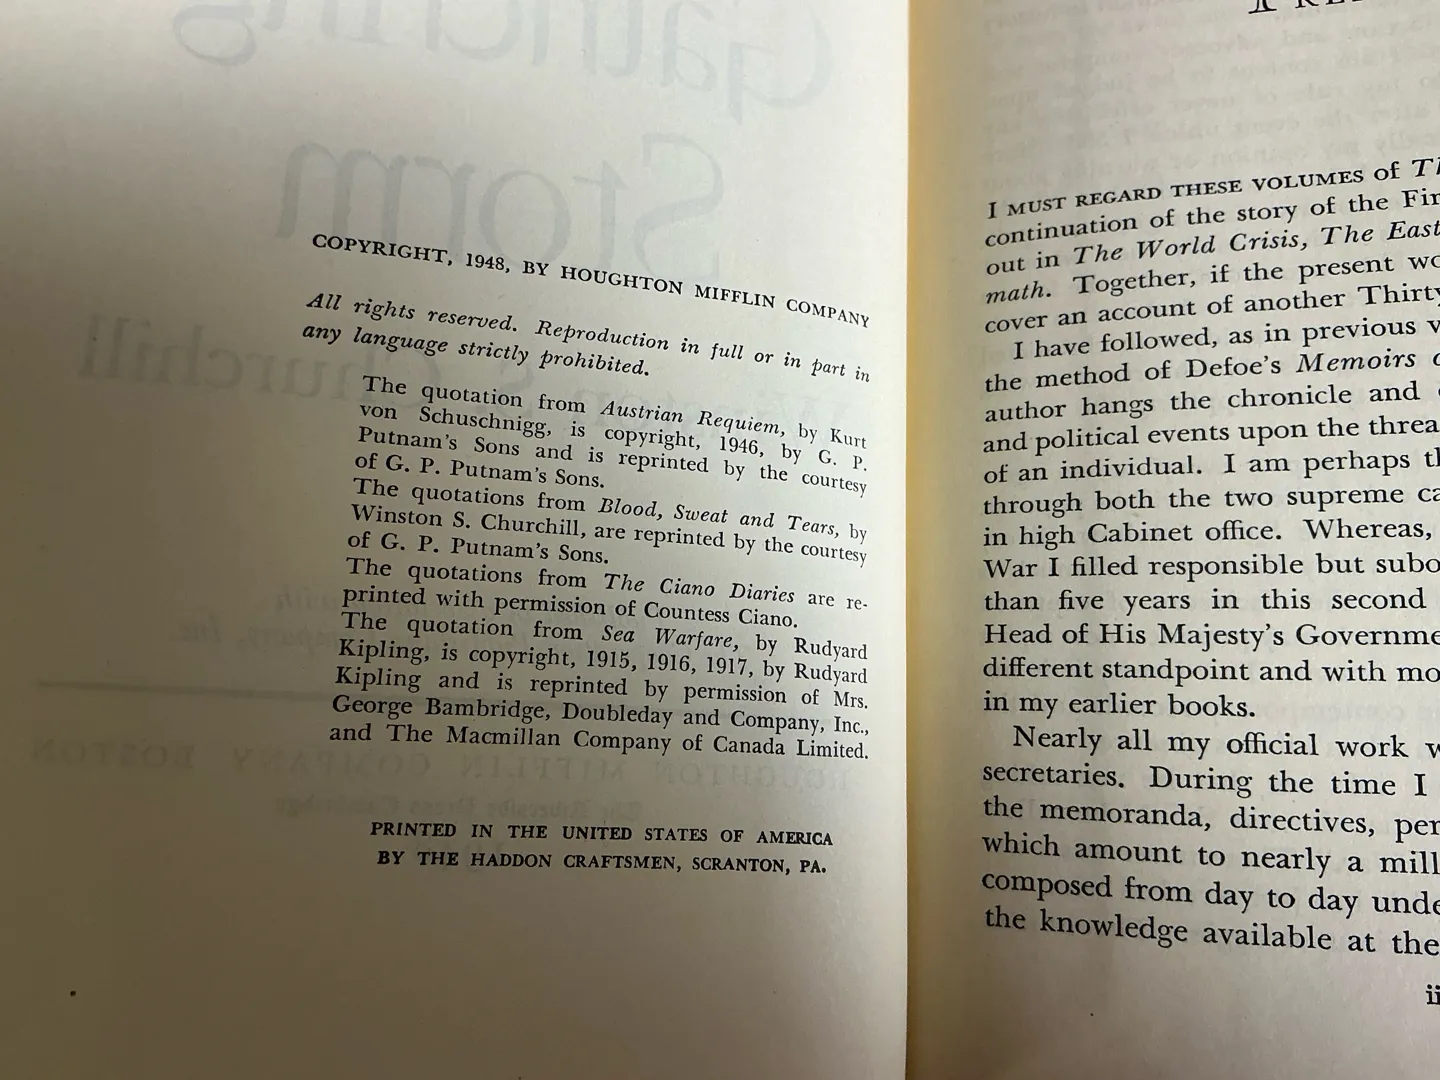 COPYRIGHT, 1948, BY HOUGHTON MIFFLIN COMPANY
All rights reserved. Reproduction in full or in part in
any language strictly prohibited.
The quotation from Austrian Requiem, by Kurt
von Schuschnigg, is copyright, 1946, by G. P.
Putnam's Sons and is reprinted by the courtesy
of G. P. Putnam's Sons.
The quotations from Blood, Sweat and Tears, by
Winston S. Churchill, are reprinted by the courtesy
of G. P. Putnam's Sons.
The quotations from The Ciano Diaries are re-
printed with permission of Countess Ciano.
The quotation from Sea Warfare, by Rudyard
Kipling, is copyright, 1915, 1916, 1917, by Rudyard
Kipling and is reprinted by permission of Mrs.
George Bambridge, Doubleday and Company, Inc.,
and The Macmillan Company of Canada Limited.
PRINTED IN THE UNITED STATES OF AMERICA
BY THE HADDON CRAFTSMEN, SCRANTON, PA.
I MUST REGARD THESE VOLUMES of
continuation of the story of the
out in The World Crisis, The
math. Together, if the present
cover an account of another
I have followed, as in previous
the method of Defoe's Memoirs
author hangs the chronicle and
and political events upon the
of an individual. I am perhaps
through both the two supreme
in high Cabinet office. Whereas,
War I filled responsible but
than five years in this second
Head of His Majesty's
different standpoint and with
in my earlier books.
Nearly all my official work
secretaries. During the time I
the memoranda, directives,
which amount to nearly a
composed from day to day
the knowledge available at the